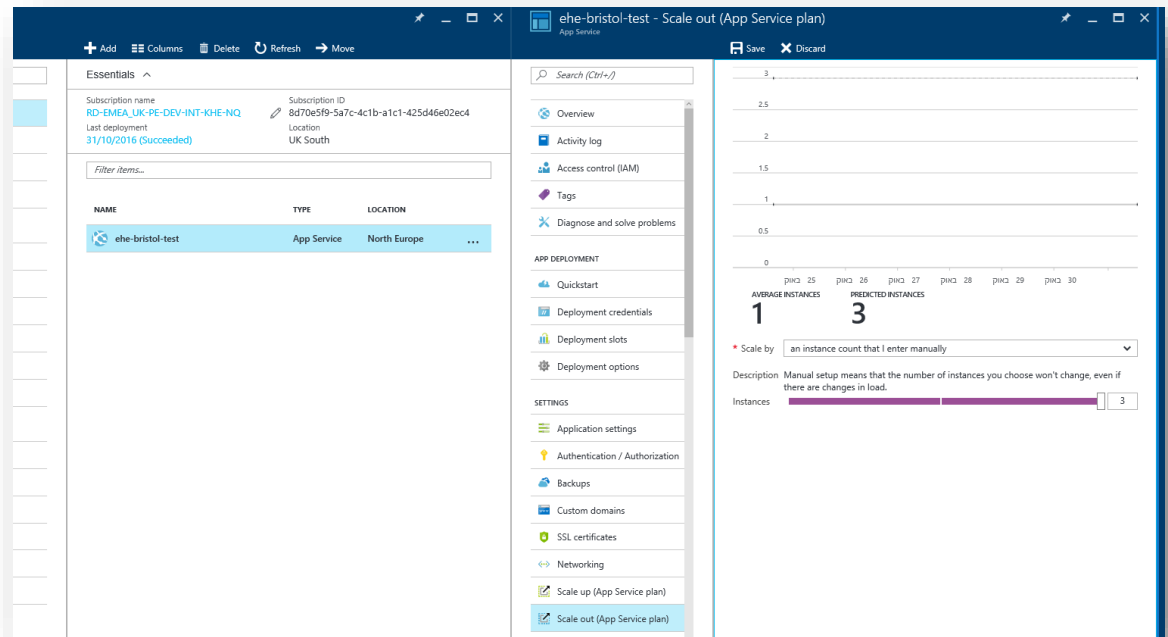 Add Columns Delete Refresh Move
Essentials
Subscription name
RD-EMEA_UK-PE-DEV-INT-KHE-NQ
Last deployment
31/10/2016 (Succeeded)
Subscription ID
8d70e5f9-5a7c-4c1b-a1c1-425d46e02ec4
Location
UK South
Filter items...
NAME TYPE LOCATION
ehe-bristol-test App Service North Europe ...
ehe-bristol-test - Scale out (App Service plan)
App Service
Search (Ctrl+/)
Overview
Activity log
Access control (IAM)
Tags
Diagnose and solve problems
APP DEPLOYMENT
Quickstart
Deployment credentials
Deployment slots
Deployment options
SETTINGS
Application settings
Authentication / Authorization
Backups
Custom domains
SSL certificates
Networking
Scale up (App Service plan)
Scale out (App Service plan)
Save Discard
3
2.5
2
1.5
1
0.5
0
25 באוק 26 באוק 27 באוק 28 באוק 29 באוק 30 באוק
AVERAGE INSTANCES PREDICTED INSTANCES
1 3
* Scale by an instance count that I enter manually
Description Manual setup means that the number of instances you choose won't change, even if
there are changes in load.
Instances 3